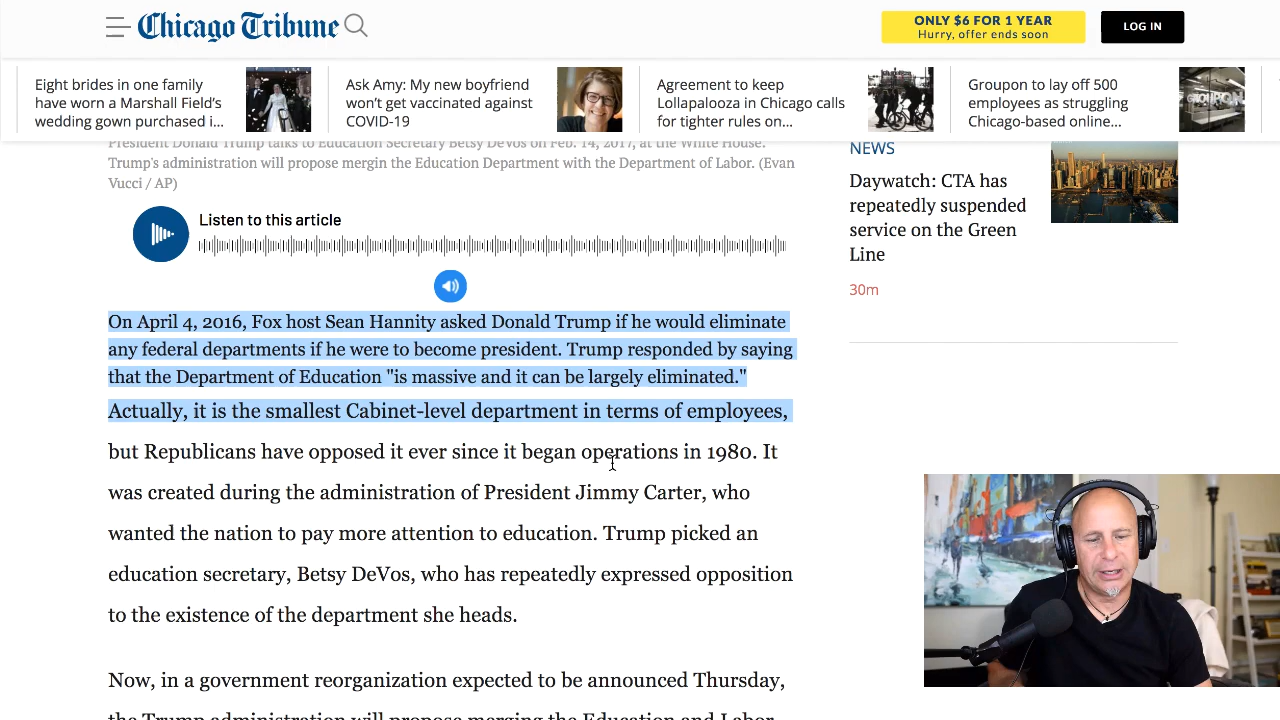 Chicago Tribune
ONLY $6 FOR 1 YEAR
Hurry, offer ends soon
LOG IN
Eight brides in one family
have worn a Marshall Field's
wedding gown purchased i...
Ask Amy: My new boyfriend
won't get vaccinated against
COVID-19
Agreement to keep
Lollapalooza in Chicago calls
for tighter rules on...
Groupon to lay off 500
employees as struggling
Chicago-based online...
GROUPON
President Donald Trump talks to Education Secretary Betsy DeVos on Feb. 14, 2017, at the White House.
Trump's administration will propose mergin the Education Department with the Department of Labor. (Evan
Vucci / AP)
Listen to this article
On April 4, 2016, Fox host Sean Hannity asked Donald Trump if he would eliminate
any federal departments if he were to become president. Trump responded by saying
that the Department of Education "is massive and it can be largely eliminated."
Actually, it is the smallest Cabinet-level department in terms of employees,
but Republicans have opposed it ever since it began operations in 1980. It
was created during the administration of President Jimmy Carter, who
wanted the nation to pay more attention to education. Trump picked an
education secretary, Betsy DeVos, who has repeatedly expressed opposition
to the existence of the department she heads.
Now, in a government reorganization expected to be announced Thursday,
the Trump administration will propose merging the Education and Labor
NEWS
Daywatch: CTA has
repeatedly suspended
service on the Green
Line
30m